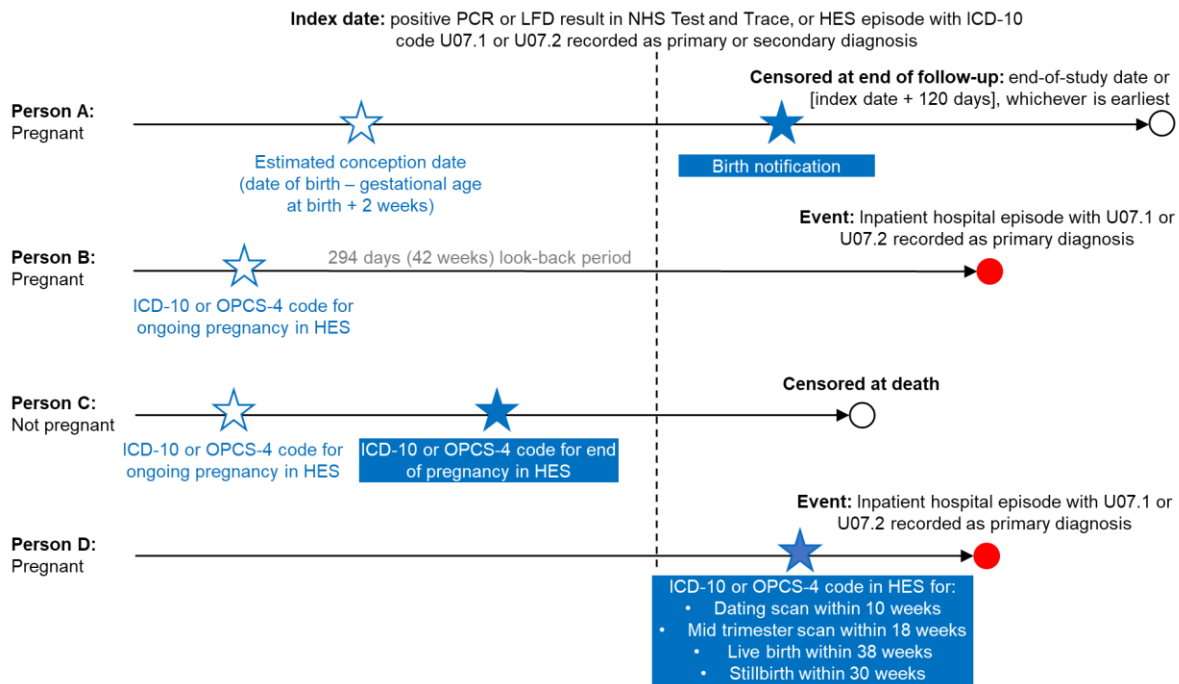 Index date: positive PCR or LFD result in NHS Test and Trace, or HES episode with ICD-10
code U07.1 or U07.2 recorded as primary or secondary diagnosis
Censored at end of follow-up: end-of-study date or
[index date + 120 days], whichever is earliest
Person A:
Pregnant
Estimated conception date
(date of birth – gestational age
at birth + 2 weeks)
Birth notification
Event: Inpatient hospital episode with U07.1 or
U07.2 recorded as primary diagnosis
Person B:
Pregnant
294 days (42 weeks) look-back period
ICD-10 or OPCS-4 code for
ongoing pregnancy in HES
Censored at death
Person C:
Not pregnant
ICD-10 or OPCS-4 code for
ongoing pregnancy in HES
ICD-10 or OPCS-4 code for end
of pregnancy in HES
Event: Inpatient hospital episode with U07.1 or
U07.2 recorded as primary diagnosis
Person D:
Pregnant
ICD-10 or OPCS-4 code in HES for:
• Dating scan within 10 weeks
• Mid trimester scan within 18 weeks
• Live birth within 38 weeks
• Stillbirth within 30 weeks